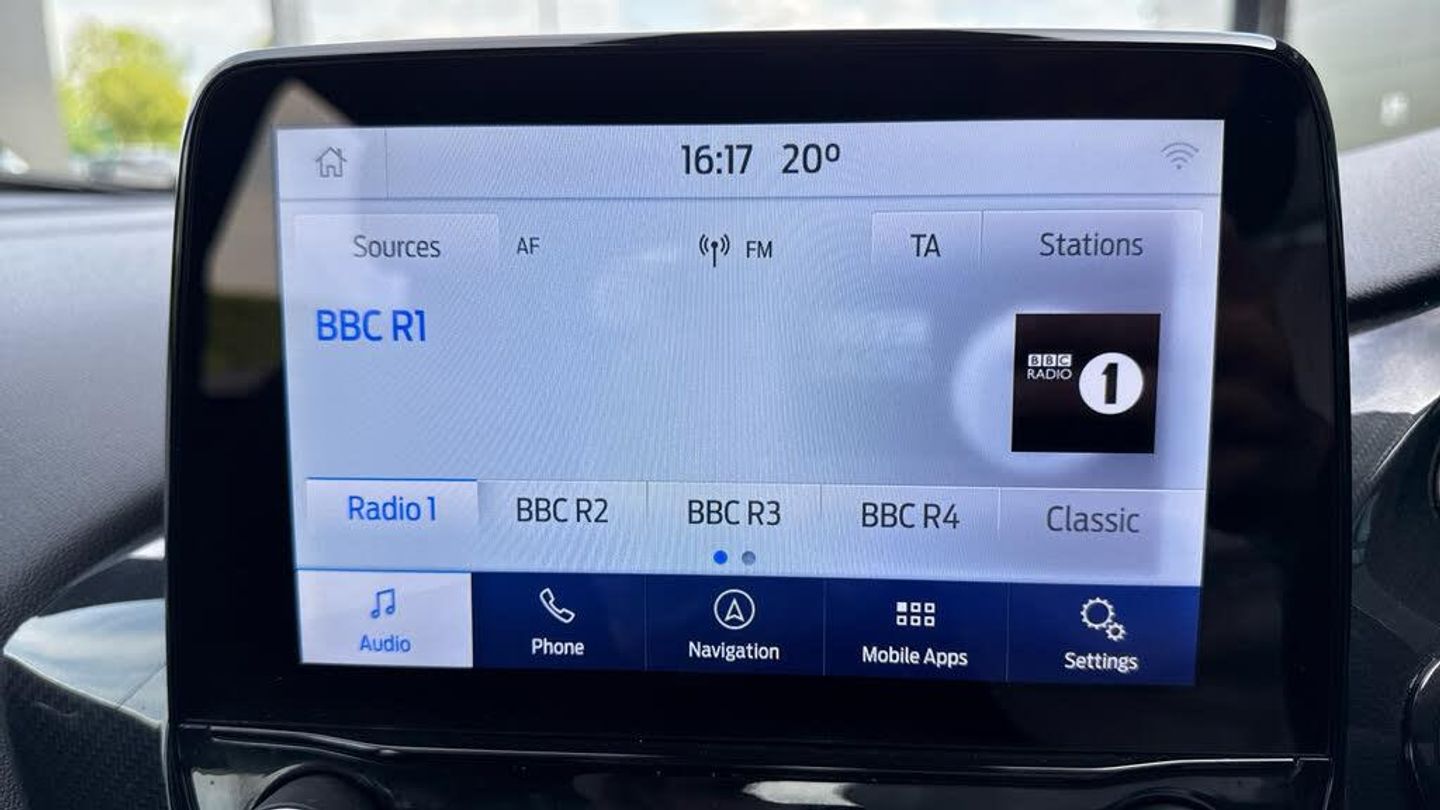 16:17 20º
Sources AF FM TA Stations
BBC R1
BBC
RADIO 1
Radio 1 BBC R2 BBC R3 BBC R4 Classic
Audio Phone Navigation Mobile Apps Settings